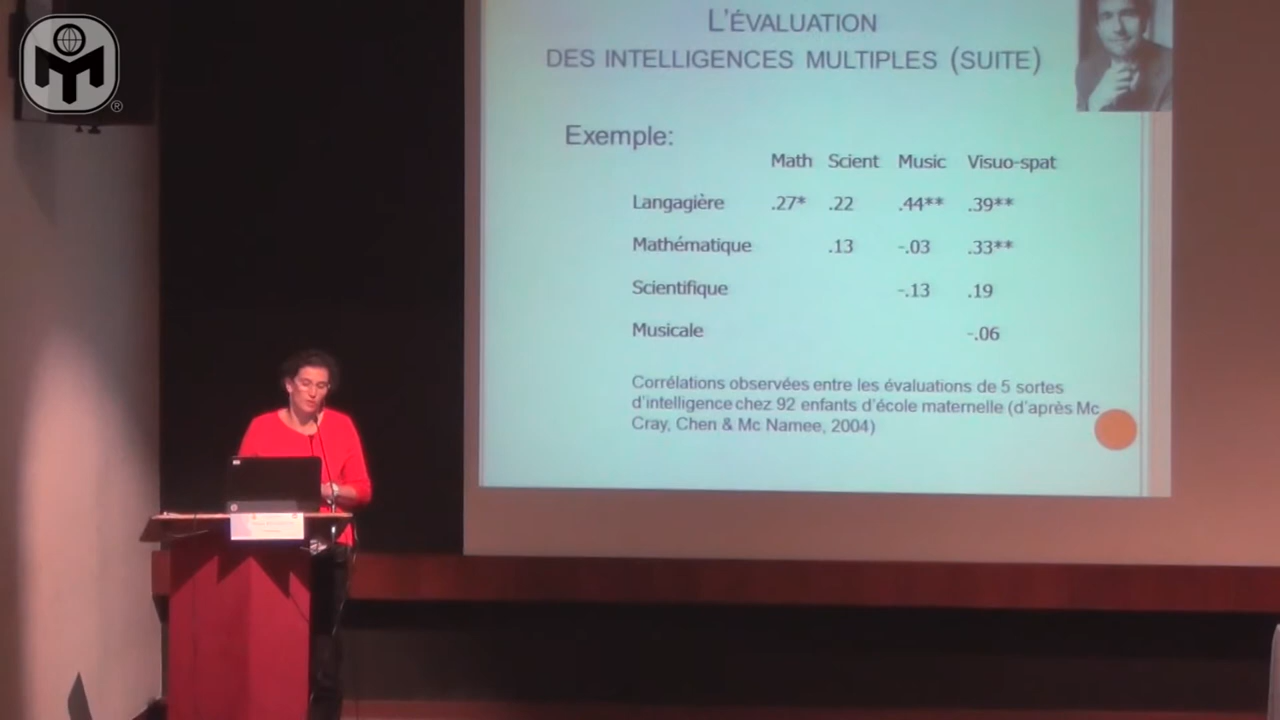 L'ÉVALUATION
DES INTELLIGENCES MULTIPLES (SUITE)
Exemple:
Math Scient Music Visuo-spat
Langagière .27* .22 .44** .39**
Mathématique .13 -.03 .33**
Scientifique -.13 .19
Musicale -.06
Corrélations observées entre les évaluations de 5 sortes
d'intelligence chez 92 enfants d'école maternelle (d'après Mc
Cray, Chen & Mc Namee, 2004)
®